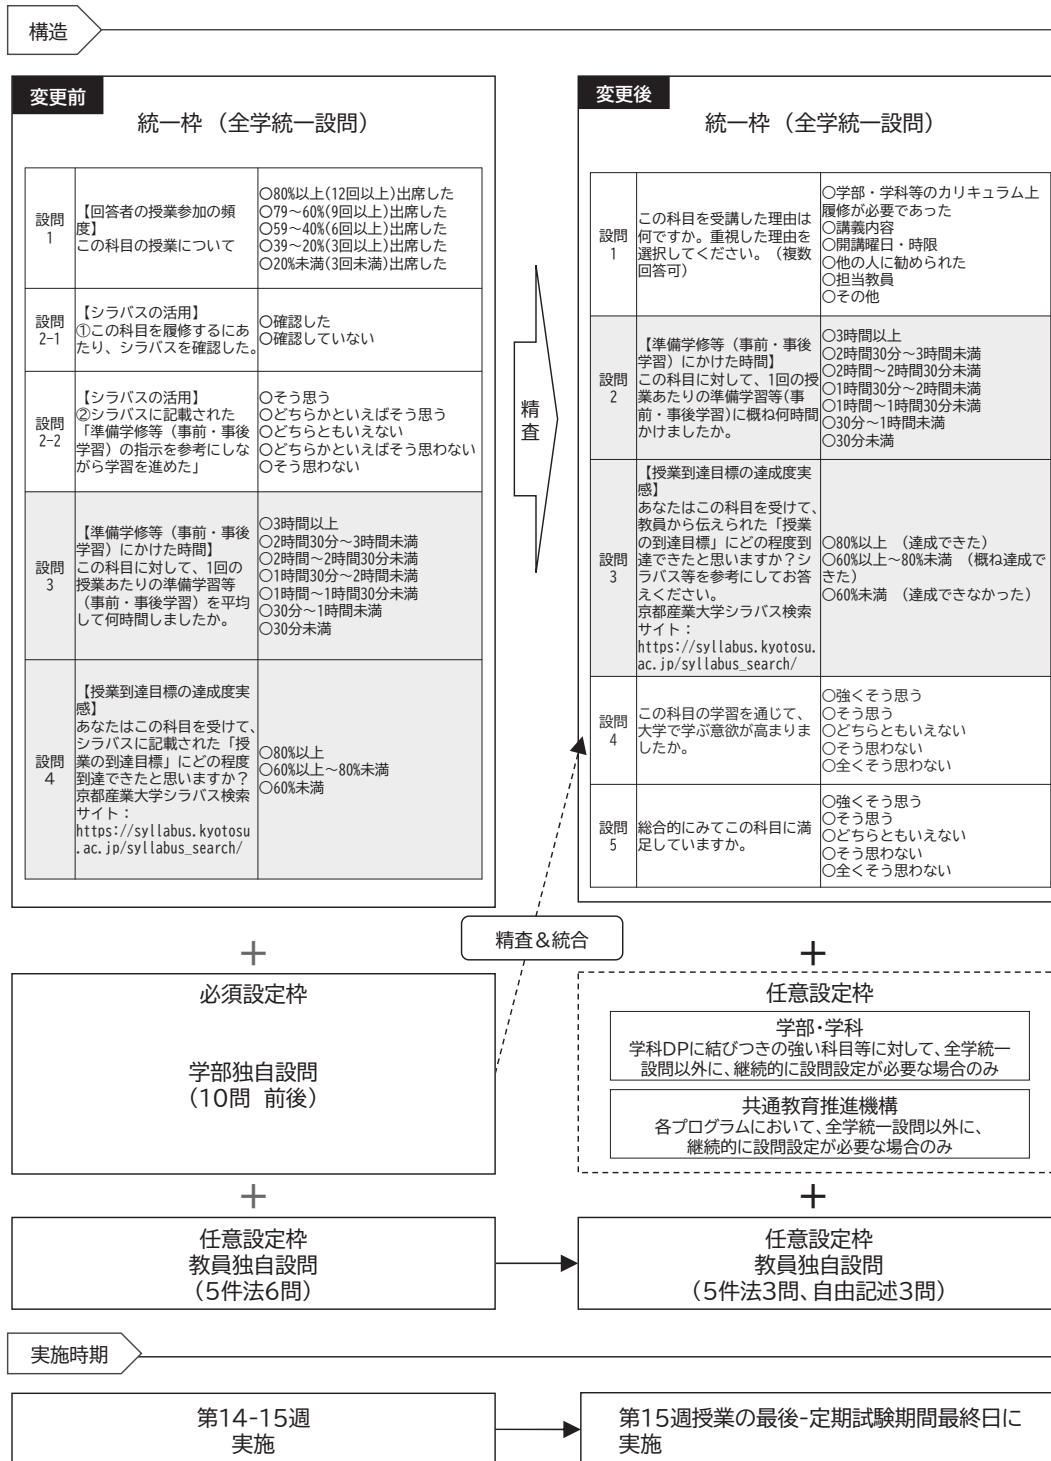 構造
変更前
統一枠 （全学統一設問）
設問
1
【回答者の授業参加の頻
度】
この科目の授業について
○80%以上(12回以上)出席した
○79～60%(9回以上)出席した
○59～40%(6回以上)出席した
○39～20%(3回以上)出席した
○20%未満(3回未満)出席した
設問
2-1
【シラバスの活用】
①この科目を履修するにあ
たり、シラバスを確認した。
○確認した
○確認していない
設問
2-2
【シラバスの活用】
②シラバスに記載された
「準備学修等（事前・事後
学習）の指示を参考にしな
がら学習を進めた」
○そう思う
○どちらかといえばそう思う
○どちらともいえない
○どちらかといえばそう思わない
○そう思わない
設問
3
【準備学修等（事前・事後
学習）にかけた時間】
この科目に対して、1回の
授業あたりの準備学習等
（事前・事後学習）を平均
して何時間しましたか。
○3時間以上
○2時間30分～3時間未満
○2時間～2時間30分未満
○1時間30分～2時間未満
○1時間～1時間30分未満
○30分～1時間未満
○30分未満
設問
4
【授業到達目標の達成度実
感】
あなたはこの科目を受けて、
シラバスに記載された「授
業の到達目標」にどの程度
到達できたと思いますか？
京都産業大学シラバス検索
サイト：
https://syllabus.kyotosu
.ac.jp/syllabus_search/
○80%以上
○60%以上～80%未満
○60%未満
精
査
変更後
統一枠 （全学統一設問）
設問
1
この科目を受講した理由は
何ですか。重視した理由を
選択してください。（複数
回答可）
○学部・学科等のカリキュラム上
履修が必要であった
○講義内容
○開講曜日・時限
○他の人に勧められた
○担当教員
○その他
設問
2
【準備学修等（事前・事後
学習）にかけた時間】
この科目に対して、1回の授
業あたりの準備学習等(事
前・事後学習)に概ね何時間
かけましたか。
○3時間以上
○2時間30分～3時間未満
○2時間～2時間30分未満
○1時間30分～2時間未満
○1時間～1時間30分未満
○30分～1時間未満
○30分未満
設問
3
【授業到達目標の達成度実
感】
あなたはこの科目を受けて、
教員から伝えられた「授業
の到達目標」にどの程度到
達できたと思いますか？シ
ラバス等を参考にしてお答
えください。
京都産業大学シラバス検索
サイト：
https://syllabus.kyotosu.
ac.jp/syllabus_search/
○80%以上 （達成できた）
○60%以上～80%未満 （概ね達成で
きた）
○60%未満 （達成できなかった）
設問
4
この科目の学習を通じて、
大学で学ぶ意欲が高まりま
したか。
○強くそう思う
○そう思う
○どちらともいえない
○そう思わない
○全くそう思わない
設問
5
総合的にみてこの科目に満
足していますか。
○強くそう思う
○そう思う
○どちらともいえない
○そう思わない
○全くそう思わない
精査＆統合
＋
必須設定枠
学部独自設問
（10問 前後）
＋
任意設定枠
学部・学科
学科DPに結びつきの強い科目等に対して、全学統一
設問以外に、継続的に設問設定が必要な場合のみ
共通教育推進機構
各プログラムにおいて、全学統一設問以外に、
継続的に設問設定が必要な場合のみ
＋
任意設定枠
教員独自設問
（5件法6問）
＋
任意設定枠
教員独自設問
（5件法3問、自由記述3問）
実施時期
第14-15週
実施
第15週授業の最後-定期試験期間最終日に
実施